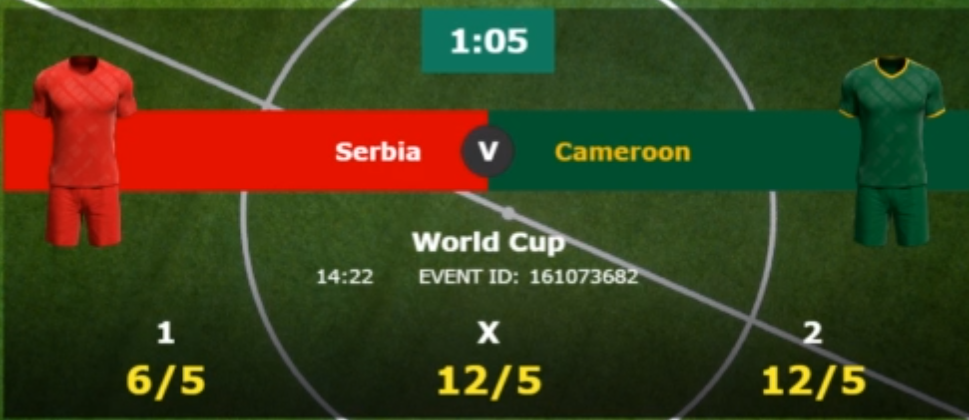 1:05
Serbia V Cameroon
World Cup
14:22 EVENT ID: 161073682
1 X 2
6/5 12/5 12/5